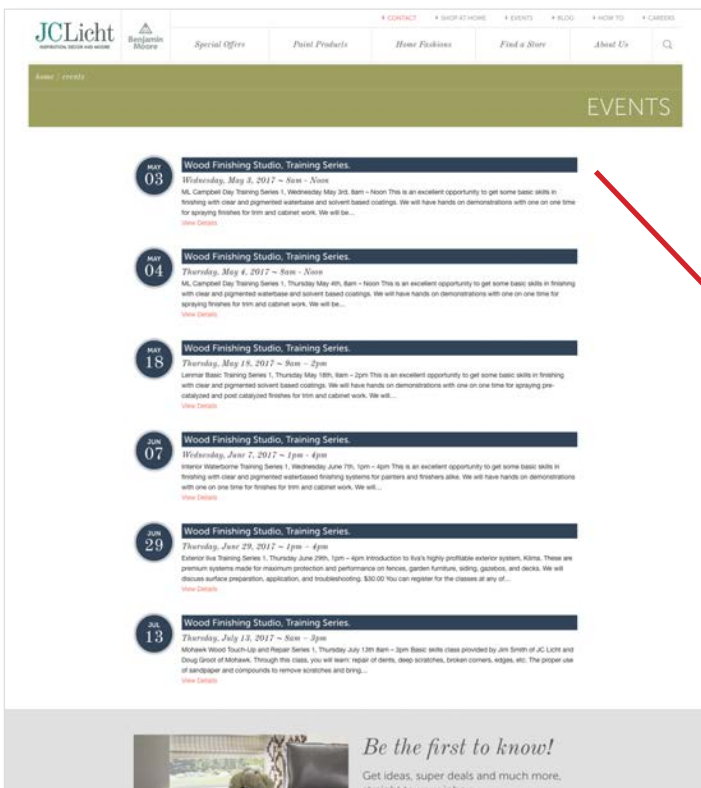 CONTACT SHOP AT HOME EVENTS BLOG HOW TO CAREERS
JCLicht
INSPIRATION, DECOR AND MOORE
Benjamin
Moore
Special Offers Paint Products Home Fashions Find a Store About Us
home / events
EVENTS
MAY
03
Wood Finishing Studio, Training Series.
Wednesday, May 3, 2017 ~ 8am - Noon
ML Campbell Day Training Series 1, Wednesday May 3rd, 8am – Noon This is an excellent opportunity to get some basic skills in
finishing with clear and pigmented waterbase and solvent based coatings. We will have hands on demonstrations with one on one time
for spraying finishes for trim and cabinet work. We will be...
View Details
MAY
04
Wood Finishing Studio, Training Series.
Thursday, May 4, 2017 ~ 8am - Noon
ML Campbell Day Training Series 1, Thursday May 4th, 8am – Noon This is an excellent opportunity to get some basic skills in finishing
with clear and pigmented waterbase and solvent based coatings. We will have hands on demonstrations with one on one time for
spraying finishes for trim and cabinet work. We will be...
View Details
MAY
18
Wood Finishing Studio, Training Series.
Thursday, May 18, 2017 ~ 9am – 2pm
Lenmar Basic Training Series 1, Thursday May 18th, 9am – 2pm This is an excellent opportunity to get some basic skills in finishing
with clear and pigmented solvent based coatings. We will have hands on demonstrations with one on one time for spraying pre-
catalyzed and post catalyzed finishes for trim and cabinet work. We will...
View Details
JUN
07
Wood Finishing Studio, Training Series.
Wednesday, June 7, 2017 ~ 1pm - 4pm
Interior Waterborne Training Series 1, Wednesday June 7th, 1pm – 4pm This is an excellent opportunity to get some basic skills in
finishing with clear and pigmented waterbased finishing systems for painters and finishers alike. We will have hands on demonstrations
with one on one time for finishes for trim and cabinet work. We will...
View Details
JUN
29
Wood Finishing Studio, Training Series.
Thursday, June 29, 2017 ~ 1pm – 4pm
Exterior Ilva Training Series 1, Thursday June 29th, 1pm – 4pm Introduction to Ilva's highly profitable exterior system, Klima. These are
premium systems made for maximum protection and performance on fences, garden furniture, siding, gazebos, and decks. We will
discuss surface preparation, application, and troubleshooting. $30.00 You can register for the classes at any of...
View Details
JUL
13
Wood Finishing Studio, Training Series.
Thursday, July 13, 2017 ~ 8am – 3pm
Mohawk Wood Touch-Up and Repair Series 1, Thursday July 13th 8am – 3pm Basic skills class provided by Jim Smith of JC Licht and
Doug Grodt of Mohawk. Through this class, you will learn: repair of dents, deep scratches, broken corners, edges, etc. The proper use
of sandpaper and compounds to remove scratches and bring...
View Details
Be the first to know!
Get ideas, super deals and much more,